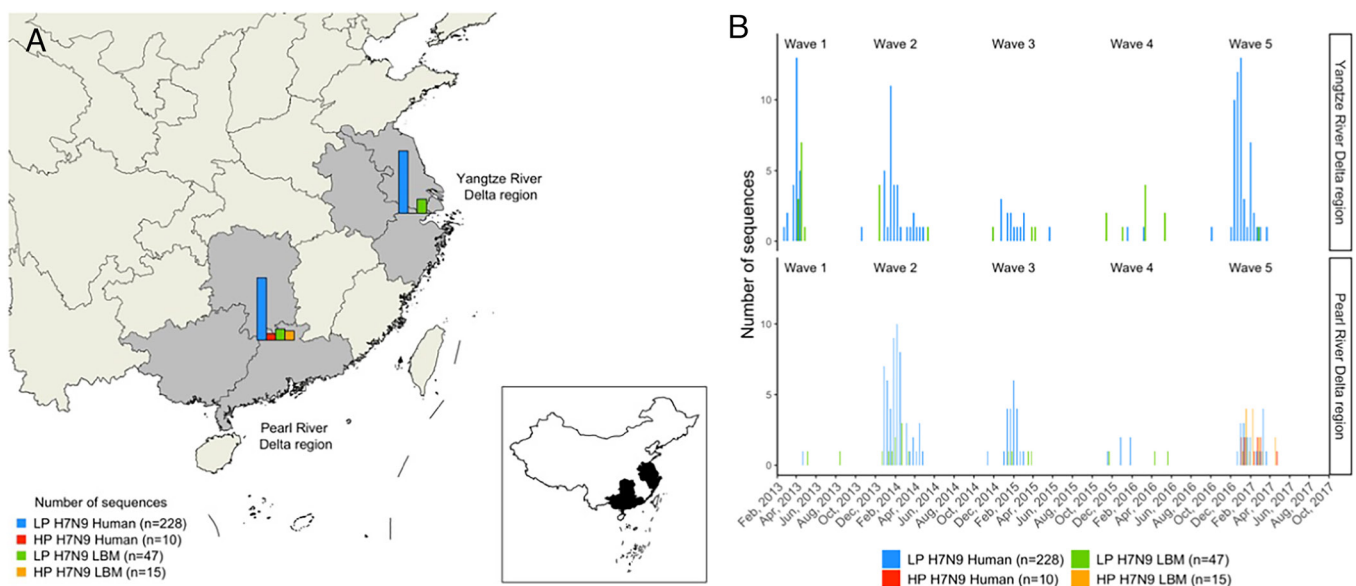 A
Yangtze River
Delta region
Pearl River
Delta region
Number of sequences
LP H7N9 Human (n=228)
HP H7N9 Human (n=10)
LP H7N9 LBM (n=47)
HP H7N9 LBM (n=15)
B
Number of sequences
Wave 1 Wave 2 Wave 3 Wave 4 Wave 5
10
5
0
Yangtze River Delta region
Wave 1 Wave 2 Wave 3 Wave 4 Wave 5
10
5
0
Pearl River Delta region
Feb, 2013
Apr, 2013
Jun, 2013
Aug, 2013
Oct, 2013
Dec, 2013
Feb, 2014
Apr, 2014
Jun, 2014
Aug, 2014
Oct, 2014
Dec, 2014
Feb, 2015
Apr, 2015
Jun, 2015
Aug, 2015
Oct, 2015
Dec, 2015
Feb, 2016
Apr, 2016
Jun, 2016
Aug, 2016
Oct, 2016
Dec, 2016
Feb, 2017
Apr, 2017
Jun, 2017
Aug, 2017
Oct, 2017
LP H7N9 Human (n=228) LP H7N9 LBM (n=47)
HP H7N9 Human (n=10) HP H7N9 LBM (n=15)